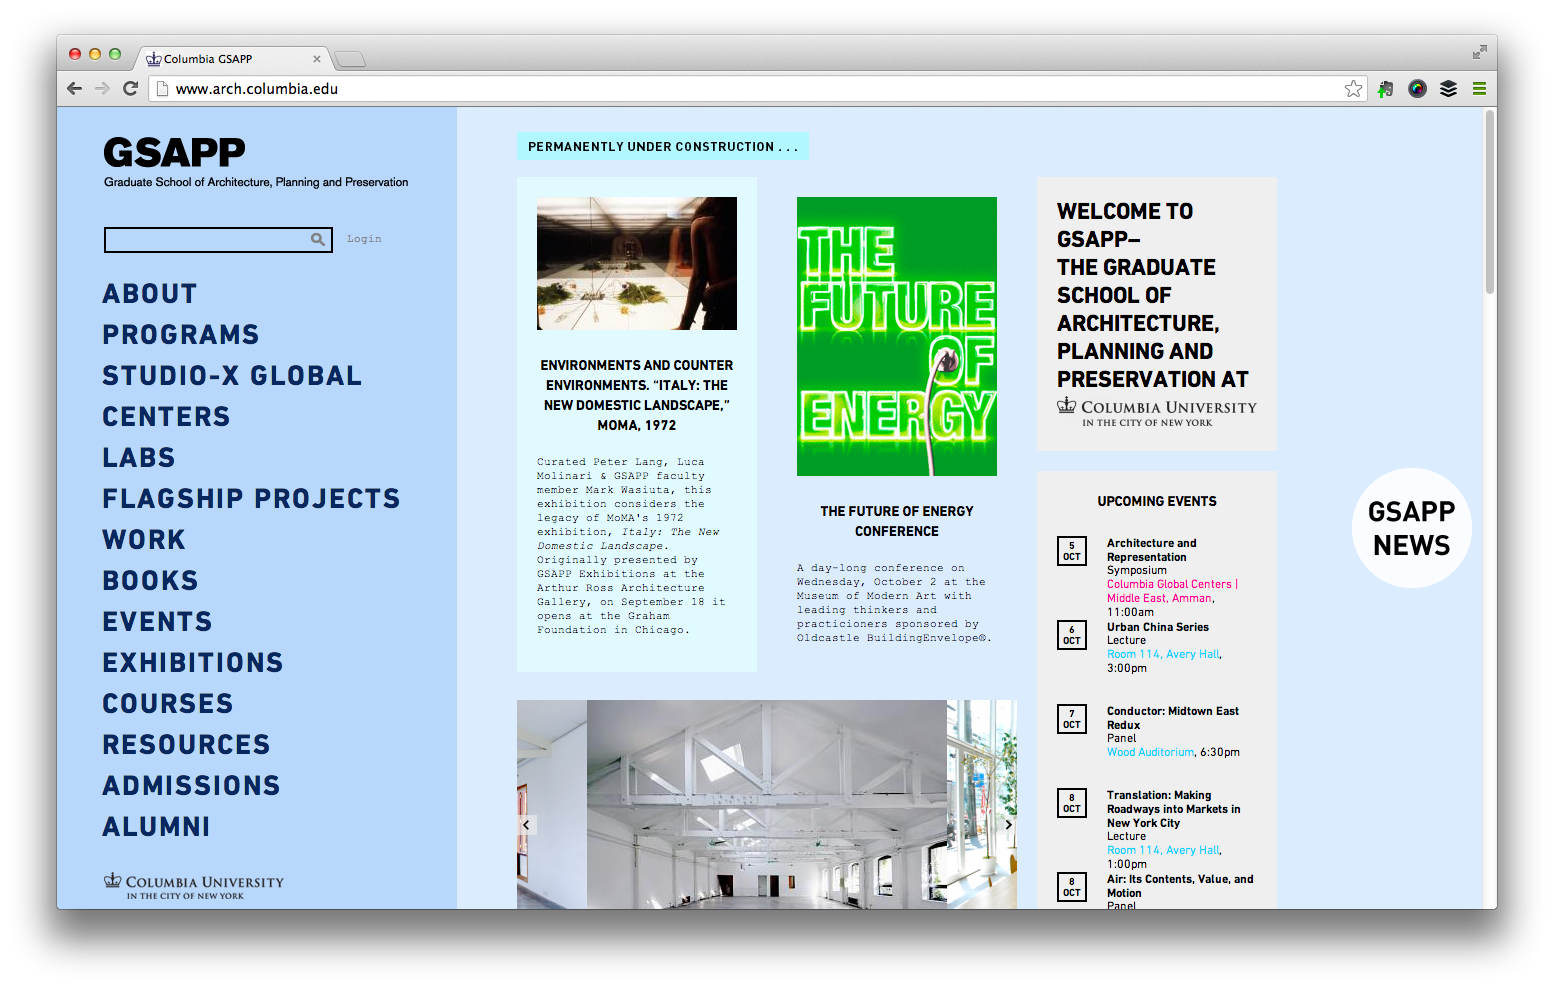 Columbia GSAPP
www.arch.columbia.edu
GSAPP
Graduate School of Architecture, Planning and Preservation
Login
ABOUT
PROGRAMS
STUDIO-X GLOBAL
CENTERS
LABS
FLAGSHIP PROJECTS
WORK
BOOKS
EVENTS
EXHIBITIONS
COURSES
RESOURCES
ADMISSIONS
ALUMNI
COLUMBIA UNIVERSITY
IN THE CITY OF NEW YORK
PERMANENTLY UNDER CONSTRUCTION . . .
ENVIRONMENTS AND COUNTER
ENVIRONMENTS. “ITALY: THE
NEW DOMESTIC LANDSCAPE,”
MOMA, 1972
Curated Peter Lang, Luca
Molinari & GSAPP faculty
member Mark Wasiuta, this
exhibition considers the
legacy of MoMA's 1972
exhibition, Italy: The New
Domestic Landscape.
Originally presented by
GSAPP Exhibitions at the
Arthur Ross Architecture
Gallery, on September 18 it
opens at the Graham
Foundation in Chicago.
THE
FUTURE
OF
ENERGY
THE FUTURE OF ENERGY
CONFERENCE
A day-long conference on
Wednesday, October 2 at the
Museum of Modern Art with
leading thinkers and
practicioners sponsored by
Oldcastle BuildingEnvelope®.
WELCOME TO
GSAPP–
THE GRADUATE
SCHOOL OF
ARCHITECTURE,
PLANNING AND
PRESERVATION AT
COLUMBIA UNIVERSITY
IN THE CITY OF NEW YORK
UPCOMING EVENTS
5
OCT
Architecture and
Representation
Symposium
Columbia Global Centers |
Middle East, Amman,
11:00am
6
OCT
Urban China Series
Lecture
Room 114, Avery Hall,
3:00pm
7
OCT
Conductor: Midtown East
Redux
Panel
Wood Auditorium, 6:30pm
8
OCT
Translation: Making
Roadways into Markets in
New York City
Lecture
Room 114, Avery Hall,
1:00pm
8
OCT
Air: Its Contents, Value, and
Motion
Panel
GSAPP
NEWS